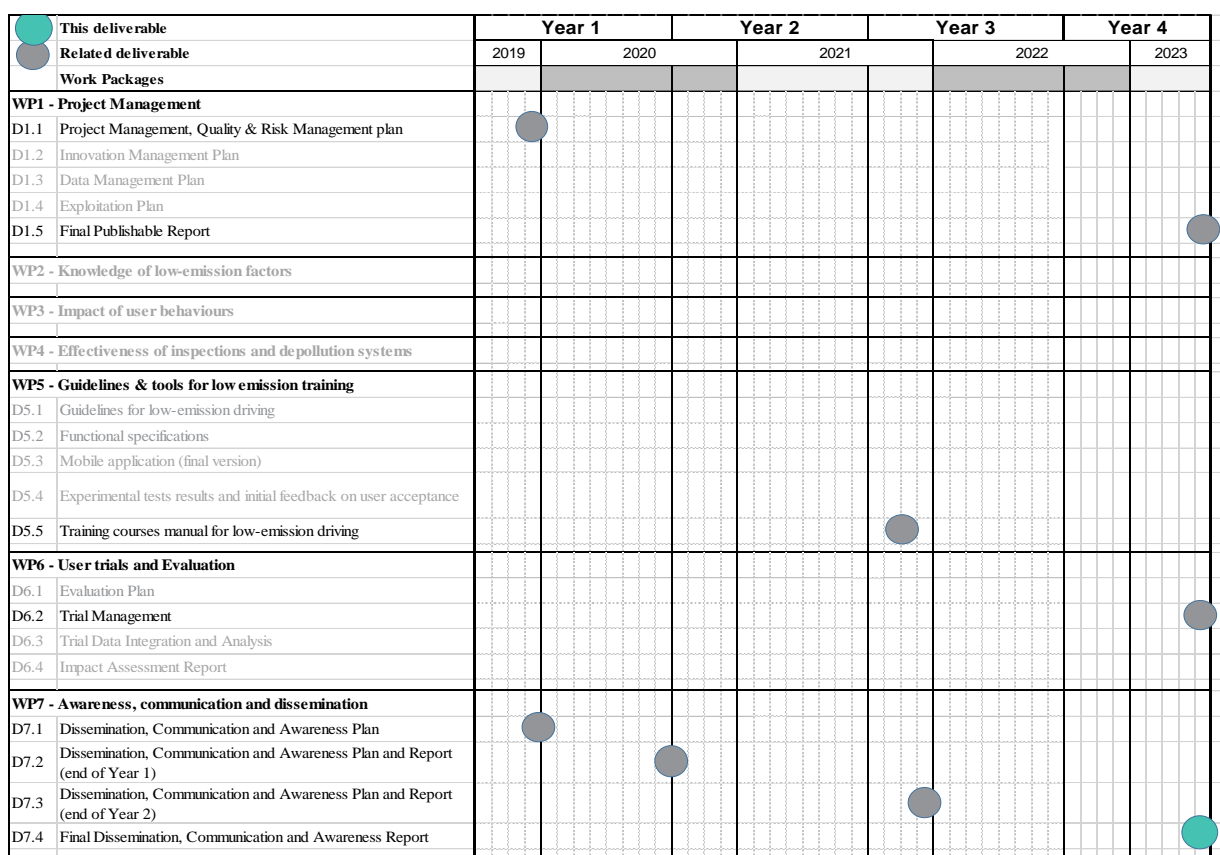 This deliverable Year 1 Year 2 Year 3 Year 4
Related deliverable 2019 2020 2021 2022 2023
Work Packages
WP1 - Project Management
D1.1 Project Management, Quality & Risk Management plan
D1.2 Innovation Management Plan
D1.3 Data Management Plan
D1.4 Exploitation Plan
D1.5 Final Publishable Report
WP2 - Knowledge of low-emission factors
WP3 - Impact of user behaviours
WP4 - Effectiveness of inspections and depollution systems
WP5 - Guidelines & tools for low emission training
D5.1 Guidelines for low-emission driving
D5.2 Functional specifications
D5.3 Mobile application (final version)
D5.4 Experimental tests results and initial feedback on user acceptance
D5.5 Training courses manual for low-emission driving
WP6 - User trials and Evaluation
D6.1 Evaluation Plan
D6.2 Trial Management
D6.3 Trial Data Integration and Analysis
D6.4 Impact Assessment Report
WP7 - Awareness, communication and dissemination
D7.1 Dissemination, Communication and Awareness Plan
D7.2 Dissemination, Communication and Awareness Plan and Report
(end of Year 1)
D7.3 Dissemination, Communication and Awareness Plan and Report
(end of Year 2)
D7.4 Final Dissemination, Communication and Awareness Report